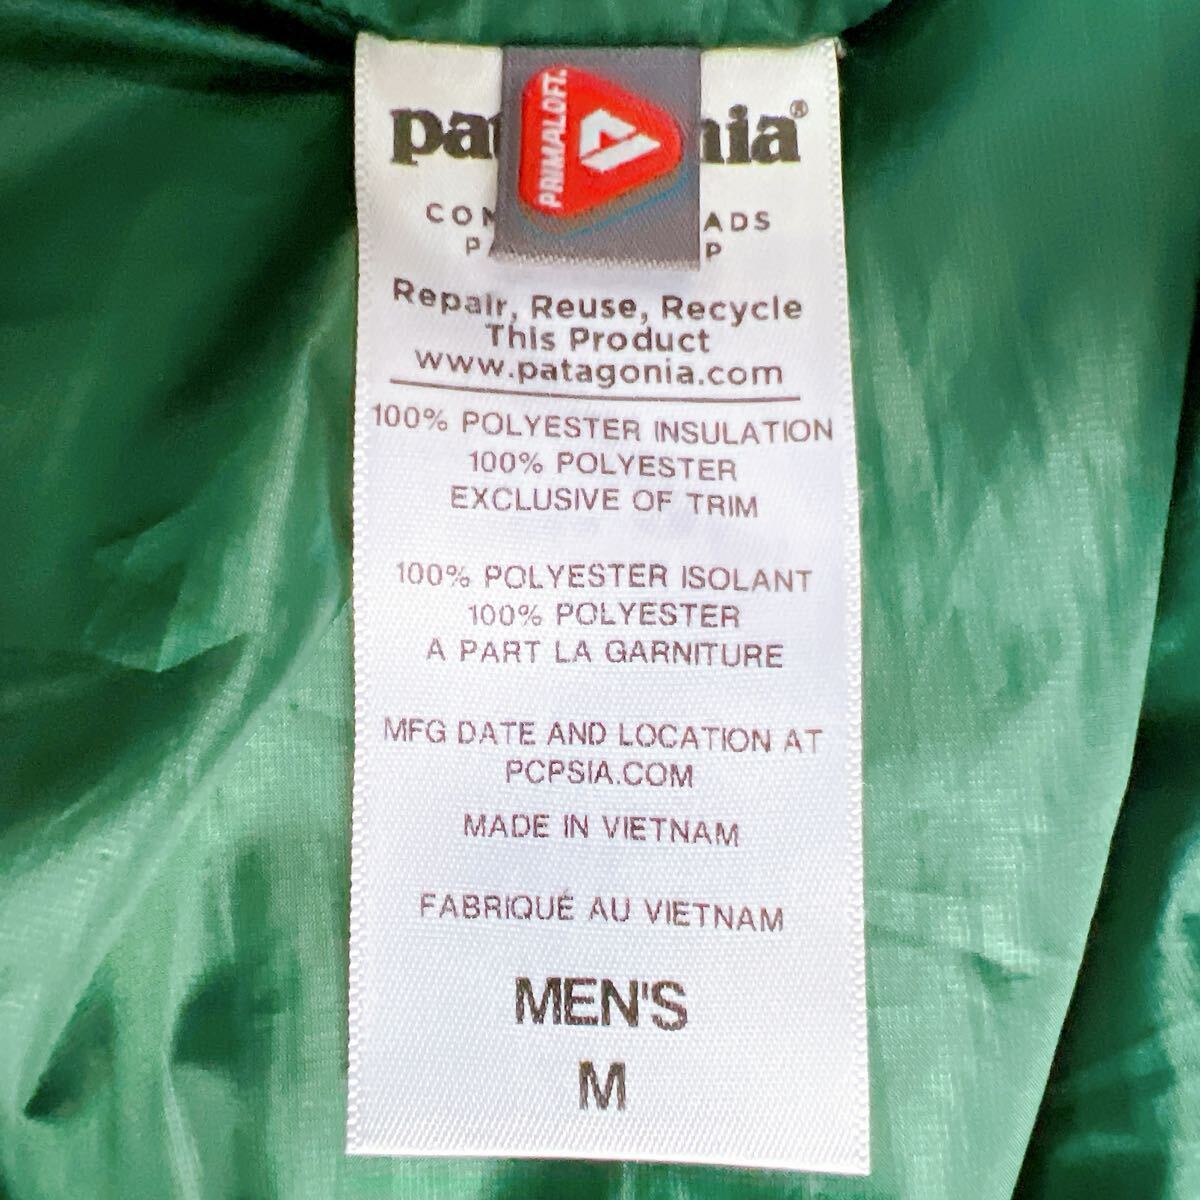 PRIMALOFT.
Repair, Reuse, Recycle
This Product
www.patagonia.com
100% POLYESTER INSULATION
100% POLYESTER
EXCLUSIVE OF TRIM
100% POLYESTER ISOLANT
100% POLYESTER
A PART LA GARNITURE
MFG DATE AND LOCATION AT
PCPSIA.COM
MADE IN VIETNAM
FABRIQUÉ AU VIETNAM
MEN'S
M